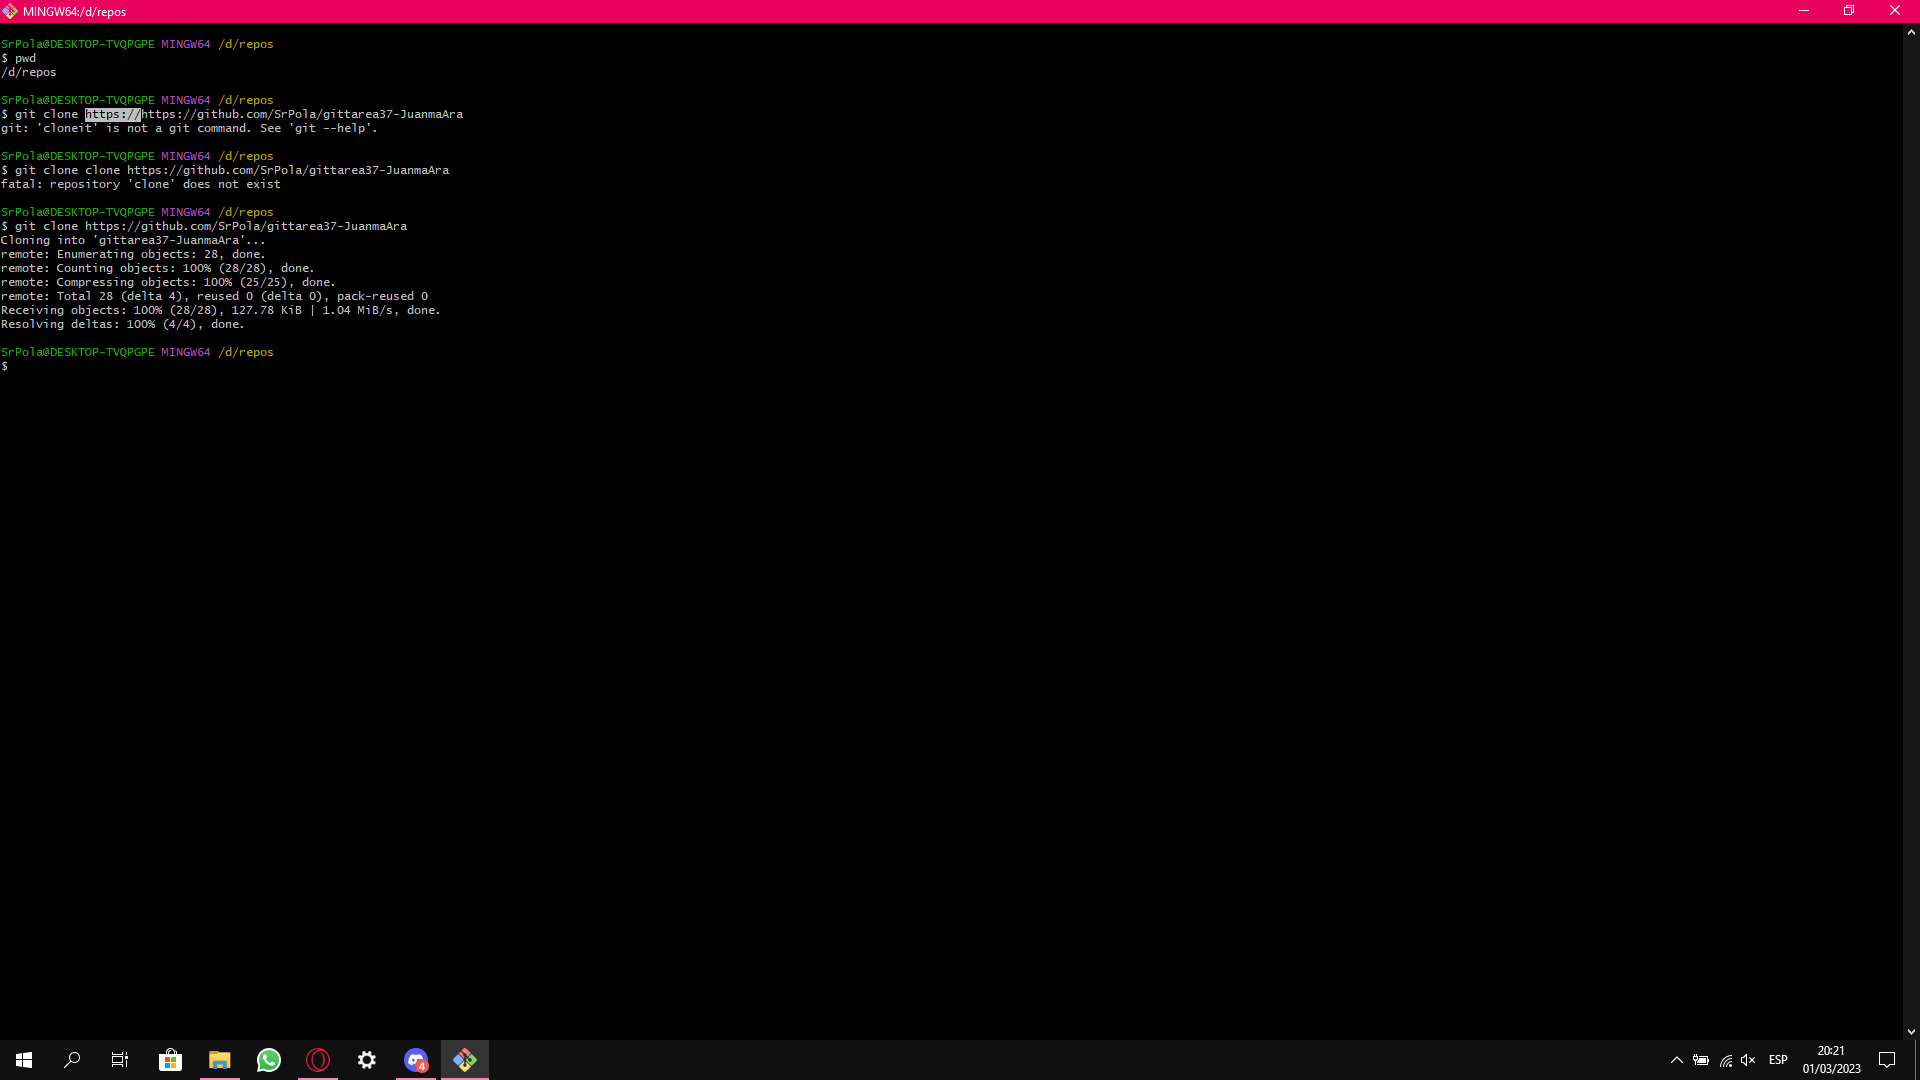 MINGW64:/d/repos
SrPola@DESKTOP-TVQPGPE MINGW64 /d/repos
$ pwd
/d/repos
SrPola@DESKTOP-TVQPGPE MINGW64 /d/repos
$ git clone https://https://github.com/SrPola/gittarea37-JuanmaAra
git: 'cloneit' is not a git command. See 'git --help'.
SrPola@DESKTOP-TVQPGPE MINGW64 /d/repos
$ git clone clone https://github.com/SrPola/gittarea37-JuanmaAra
fatal: repository 'clone' does not exist
SrPola@DESKTOP-TVQPGPE MINGW64 /d/repos
$ git clone https://github.com/SrPola/gittarea37-JuanmaAra
Cloning into 'gittarea37-JuanmaAra'...
remote: Enumerating objects: 28, done.
remote: Counting objects: 100% (28/28), done.
remote: Compressing objects: 100% (25/25), done.
remote: Total 28 (delta 4), reused 0 (delta 0), pack-reused 0
Receiving objects: 100% (28/28), 127.78 KiB | 1.04 MiB/s, done.
Resolving deltas: 100% (4/4), done.
SrPola@DESKTOP-TVQPGPE MINGW64 /d/repos
$
4
ESP
20:21
01/03/2023